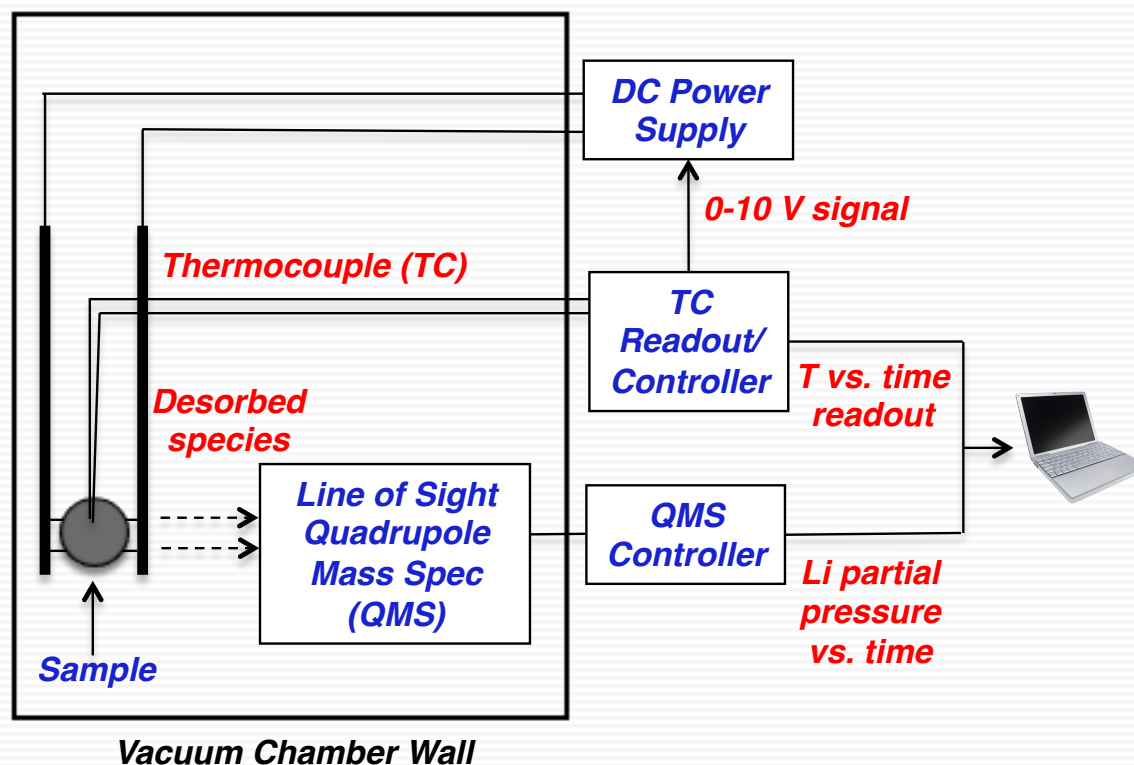 DC Power
Supply
0-10 V signal
Thermocouple (TC)
TC
Readout/
Controller
T vs. time
readout
Desorbed
species
Line of Sight
Quadrupole
Mass Spec
(QMS)
QMS
Controller
Li partial
pressure
vs. time
Sample
Vacuum Chamber Wall